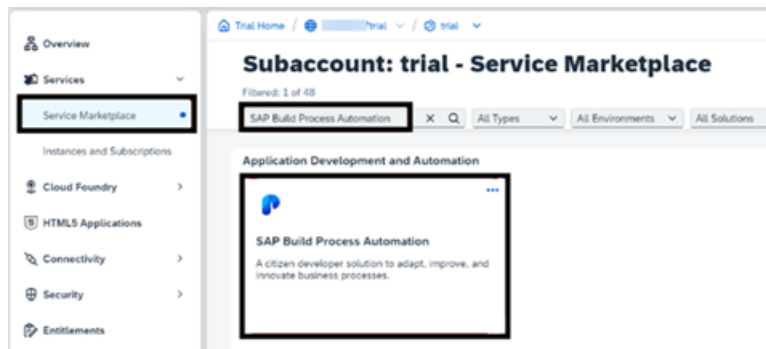 Trial Home / trial / trial
Overview
Services
Service Marketplace
Instances and Subscriptions
Cloud Foundry
HTML5 Applications
Connectivity
Security
Entitlements
Subaccount: trial - Service Marketplace
Filtered: 1 of 48
SAP Build Process Automation All Types All Environments All Solutions
Application Development and Automation
SAP Build Process Automation
A citizen developer solution to adapt, improve, and
innovate business processes.